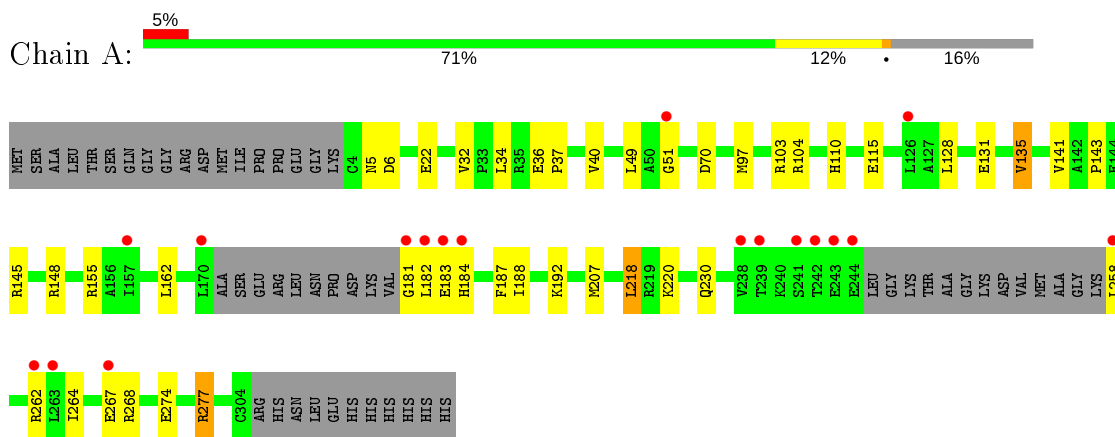 5%
Chain A:
71% 12% • 16%
MET SER ALA LEU THR SER GLN GLY GLY ARG ASP MET ILE PRO PRO GLU GLY LYS C4 N5 D6 E22 V32 P33 L34 R35 E36 P37 V40 L49 A50 G51 D70 M97 R103 R104 H110 E115 L126 A127 L128 E131 V135 V141 A142 P143 E144
R145 R148 R155 A156 I157 L162 L170 ALA SER GLU ARG LEU ASN PRO ASP LYS VAL G181 L182 E183 H184 F187 I188 K192 M207 L218 R219 K220 Q230 V238 T239 K240 S241 T242 E243 E244 LEU GLY LYS THR ALA GLY LYS ASP VAL MET ALA GLY LYS L258
R262 L263 I264 E267 R268 E274 R277 C304 ARG HIS ASN LEU GLU HIS HIS HIS HIS HIS HIS